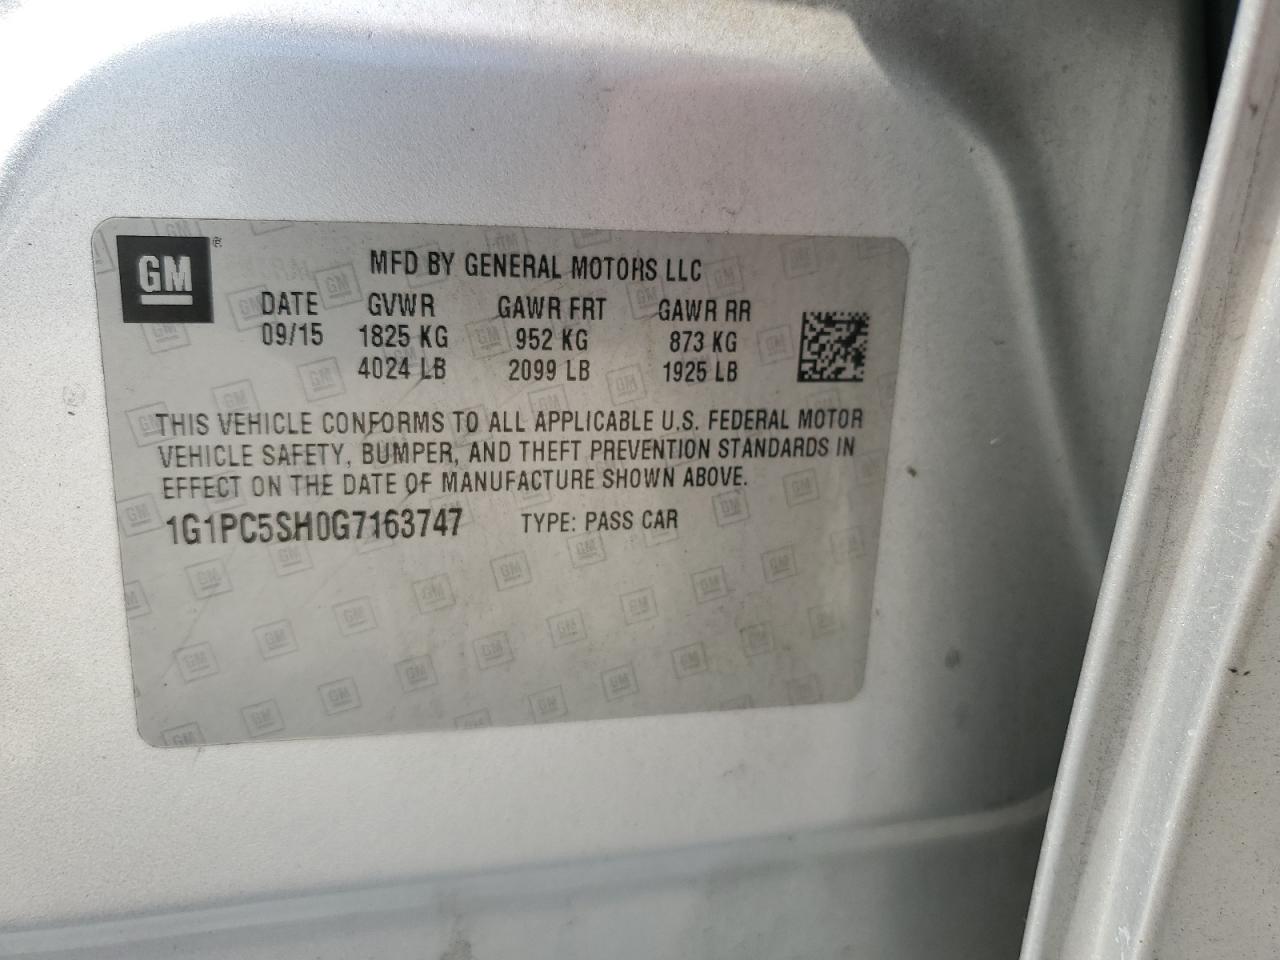 GM ®
MFD BY GENERAL MOTORS LLC
DATE GVWR GAWR FRT GAWR RR
09/15 1825 KG 952 KG 873 KG
4024 LB 2099 LB 1925 LB
THIS VEHICLE CONFORMS TO ALL APPLICABLE U.S. FEDERAL MOTOR
VEHICLE SAFETY, BUMPER, AND THEFT PREVENTION STANDARDS IN
EFFECT ON THE DATE OF MANUFACTURE SHOWN ABOVE.
1G1PC5SH0G7163747 TYPE: PASS CAR